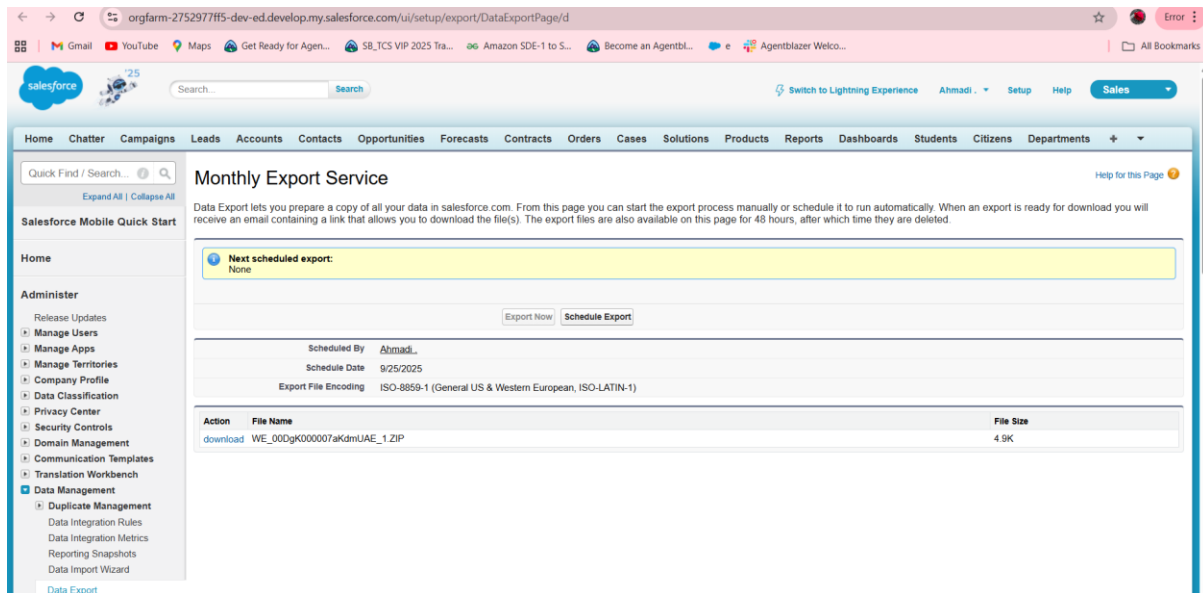 orgfarm-2752977ff5-dev-ed.develop.my.salesforce.com/ui/setup/export/DataExportPage/d
Error
Gmail YouTube Maps Get Ready for Agen... SB_TCS VIP 2025 Tra... Amazon SDE-1 to S... Become an Agentbl... e Agentblazer Welco... All Bookmarks
salesforce '25 Search... Search Switch to Lightning Experience Ahmadi . Setup Help Sales
Home Chatter Campaigns Leads Accounts Contacts Opportunities Forecasts Contracts Orders Cases Solutions Products Reports Dashboards Students Citizens Departments +
Quick Find / Search...
Expand All | Collapse All
Salesforce Mobile Quick Start
Home
Administer
Release Updates
Manage Users
Manage Apps
Manage Territories
Company Profile
Data Classification
Privacy Center
Security Controls
Domain Management
Communication Templates
Translation Workbench
Data Management
Duplicate Management
Data Integration Rules
Data Integration Metrics
Reporting Snapshots
Data Import Wizard
Data Export
Monthly Export Service
Help for this Page
Data Export lets you prepare a copy of all your data in salesforce.com. From this page you can start the export process manually or schedule it to run automatically. When an export is ready for download you will
receive an email containing a link that allows you to download the file(s). The export files are also available on this page for 48 hours, after which time they are deleted.
Next scheduled export:
None
Export Now Schedule Export
Scheduled By Ahmadi .
Schedule Date 9/25/2025
Export File Encoding ISO-8859-1 (General US & Western European, ISO-LATIN-1)
Action File Name File Size
download WE_00DgK000007aKdmUAE_1.ZIP 4.9K